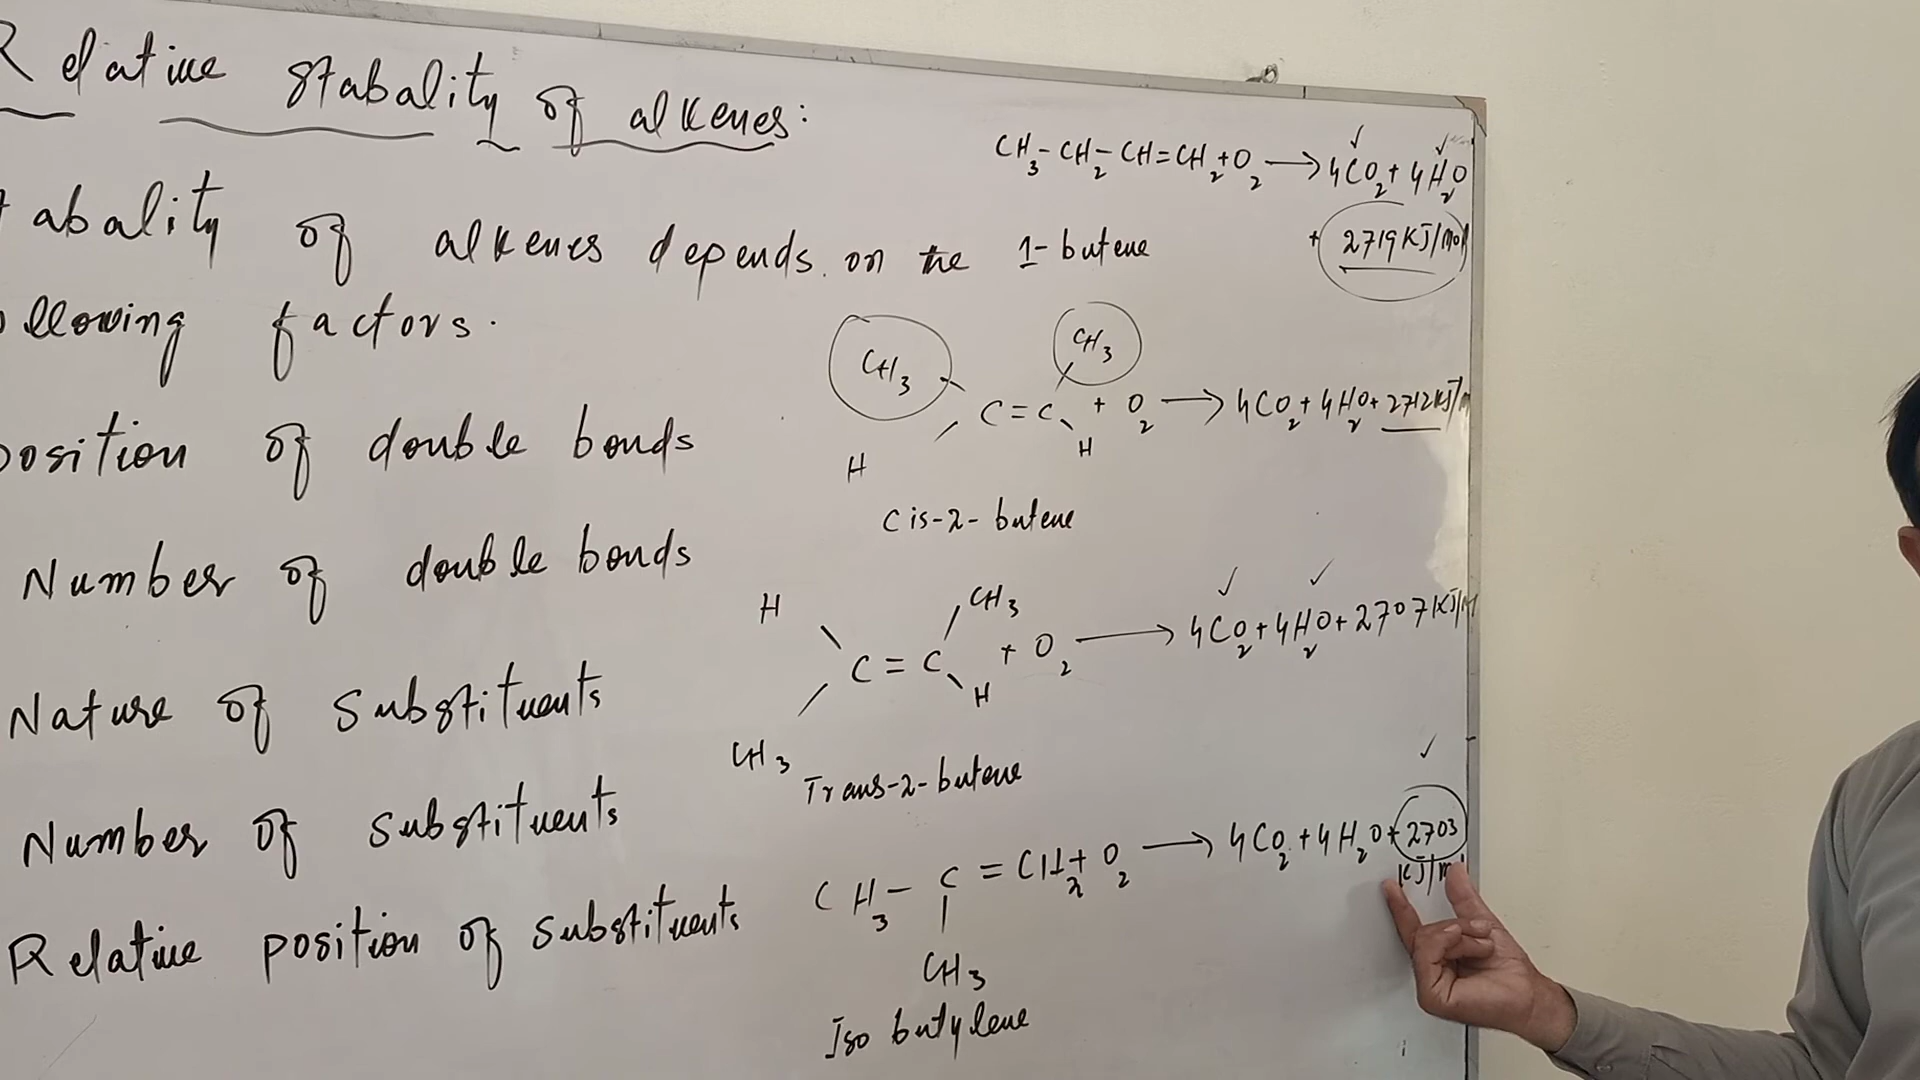 Relative stabality of alkenes:
tabality of alkenes depends on the
ollowing factors.
position of double bonds
Number of double bonds
Nature of substituents
Number of substituents
Relative position of substituents
CH3-CH2-CH=CH2+O2 → 4CO2+4H2O
+ 2719KJ/mol
1-butene
CH3 CH3
C=C + O2 → 4CO2+4H2O+2712KJ/m
H H
Cis-2-butene
H CH3
C=C + O2 → 4CO2+4H2O+2707KJ/M
CH3 H
Trans-2-butene
CH3-C=CH2+O2 → 4CO2+4H2O+2703
KJ/mol
CH3
Iso butylene